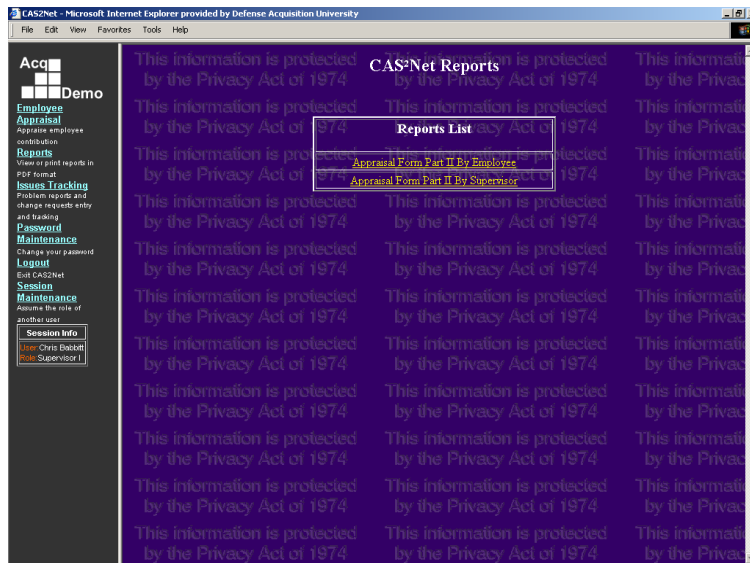 CAS2Net - Microsoft Internet Explorer provided by Defense Acquisition University
File Edit View Favorites Tools Help
Acq
Demo
Employee
Appraisal
Appraise employee
contribution
Reports
View or print reports in
PDF format
Issues Tracking
Problem reports and
change requests entry
and tracking
Password
Maintenance
Change your password
Logout
Exit CAS2Net
Session
Maintenance
Assume the role of
another user
Session Info
User:Chris Babbitt
Role:Supervisor I
CAS²Net Reports
Reports List
Appraisal Form Part II By Employee
Appraisal Form Part II By Supervisor
This information is protected
by the Privacy Act of 1974